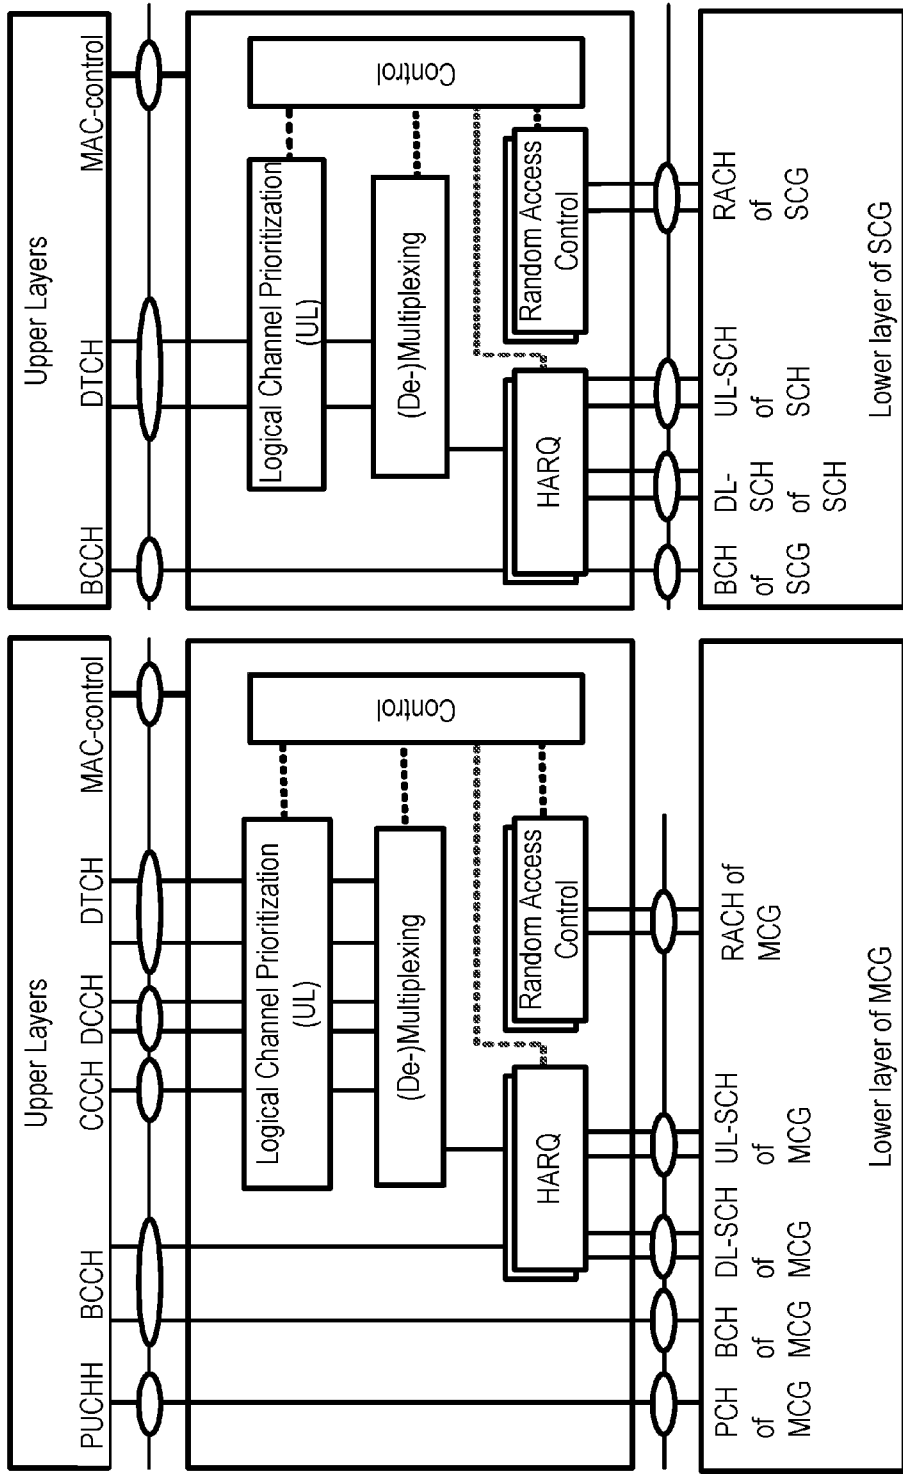 Upper Layers
PUCHH
BCCH
CCCH
DCCH
DTCH
MAC-control
Logical Channel Prioritization
(UL)
(De-)Multiplexing
Control
HARQ
Random Access
Control
PCH
of
MCG
BCH
of
MCG
DL-SCH
of
MCG
UL-SCH
of
MCG
RACH of
MCG
Lower layer of MCG
Upper Layers
BCCH
DTCH
MAC-control
Logical Channel Prioritization
(UL)
(De-)Multiplexing
Control
HARQ
Random Access
Control
BCH
of
SCG
DL-
SCH
of
SCH
UL-SCH
of
SCH
RACH
of
SCG
Lower layer of SCG